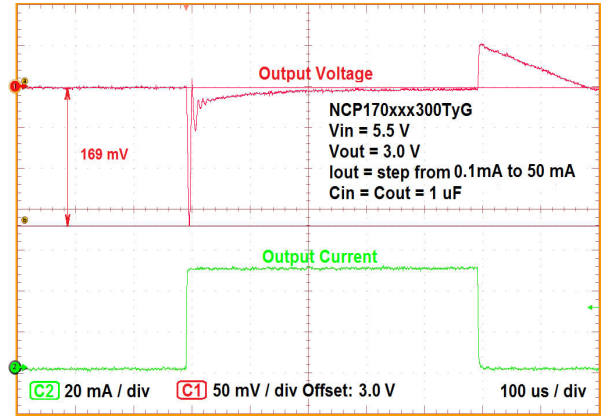 Output Voltage
169 mV
NCP170xxx300TyG
Vin = 5.5 V
Vout = 3.0 V
Iout = step from 0.1mA to 50 mA
Cin = Cout = 1 uF
Output Current
C2 20 mA / div C1 50 mV / div Offset: 3.0 V 100 us / div
1
a
b
2